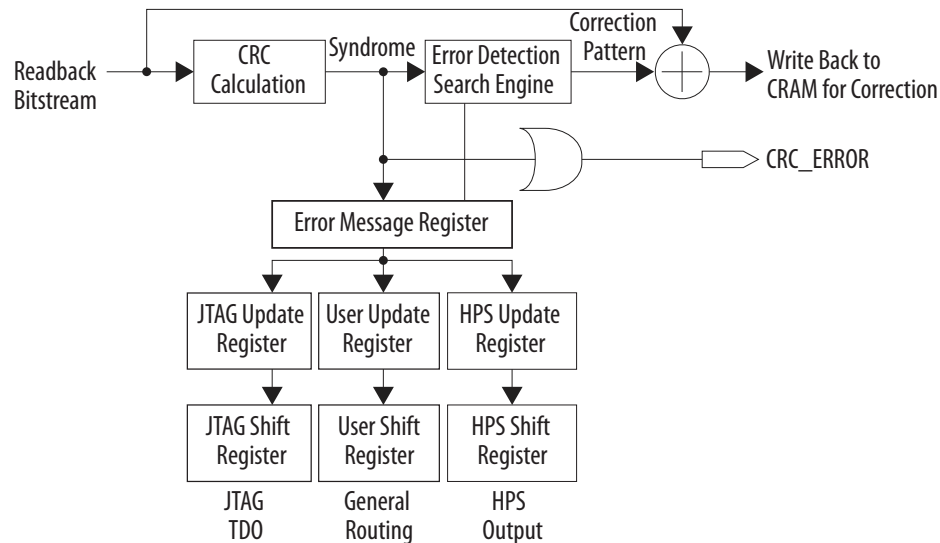 Readback
Bitstream
CRC
Calculation
Syndrome
Error Detection
Search Engine
Correction
Pattern
Write Back to
CRAM for Correction
CRC_ERROR
Error Message Register
JTAG Update
Register
User Update
Register
HPS Update
Register
JTAG Shift
Register
User Shift
Register
HPS Shift
Register
JTAG
TDO
General
Routing
HPS
Output